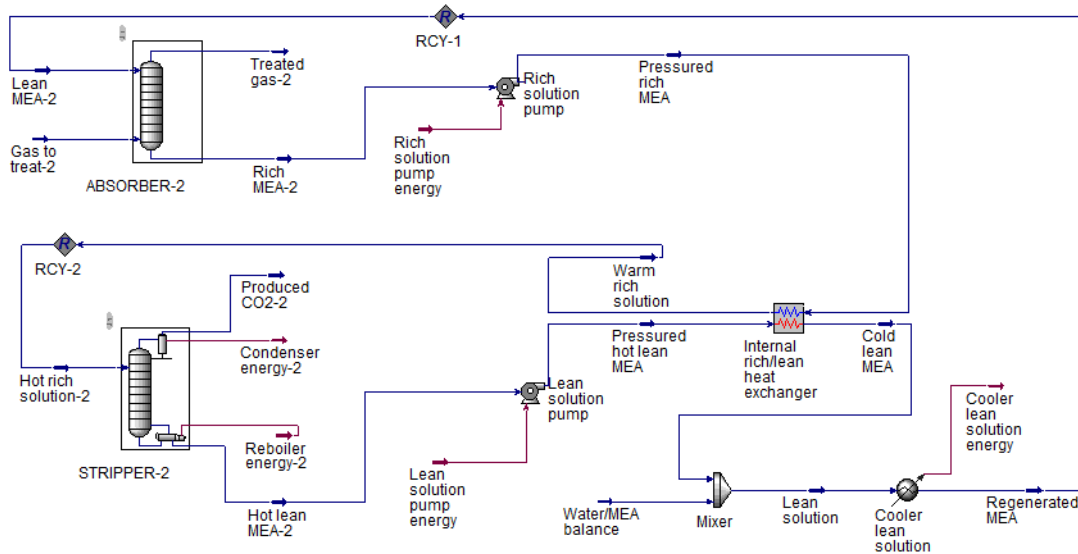 R
RCY-1
Lean
MEA-2
Treated
gas-2
Gas to
treat-2
ABSORBER-2
Rich
MEA-2
Rich
solution
pump
energy
Rich
solution
pump
Pressured
rich
MEA
R
RCY-2
Warm
rich
solution
Produced
CO2-2
Condenser
energy-2
Hot rich
solution-2
Reboiler
energy-2
STRIPPER-2
Hot lean
MEA-2
Lean
solution
pump
energy
Lean
solution
pump
Pressured
hot lean
MEA
Internal
rich/lean
heat
exchanger
Cold
lean
MEA
Cooler
lean
solution
energy
Water/MEA
balance
Mixer
Lean
solution
Cooler
lean
solution
Regenerated
MEA